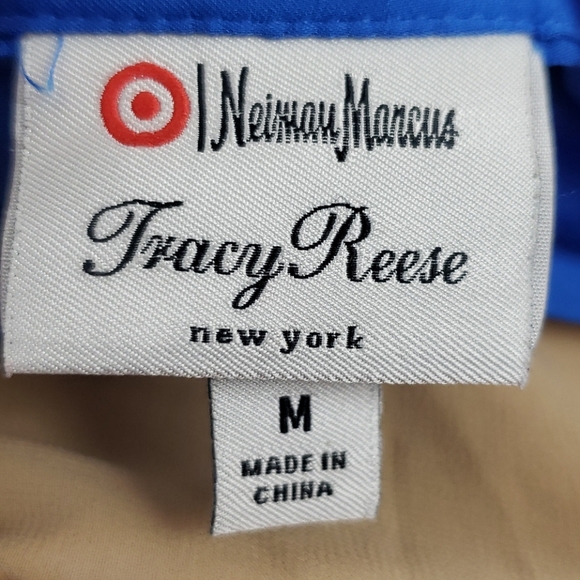 Neiman Marcus
Tracy Reese
new york
M
MADE IN
CHINA